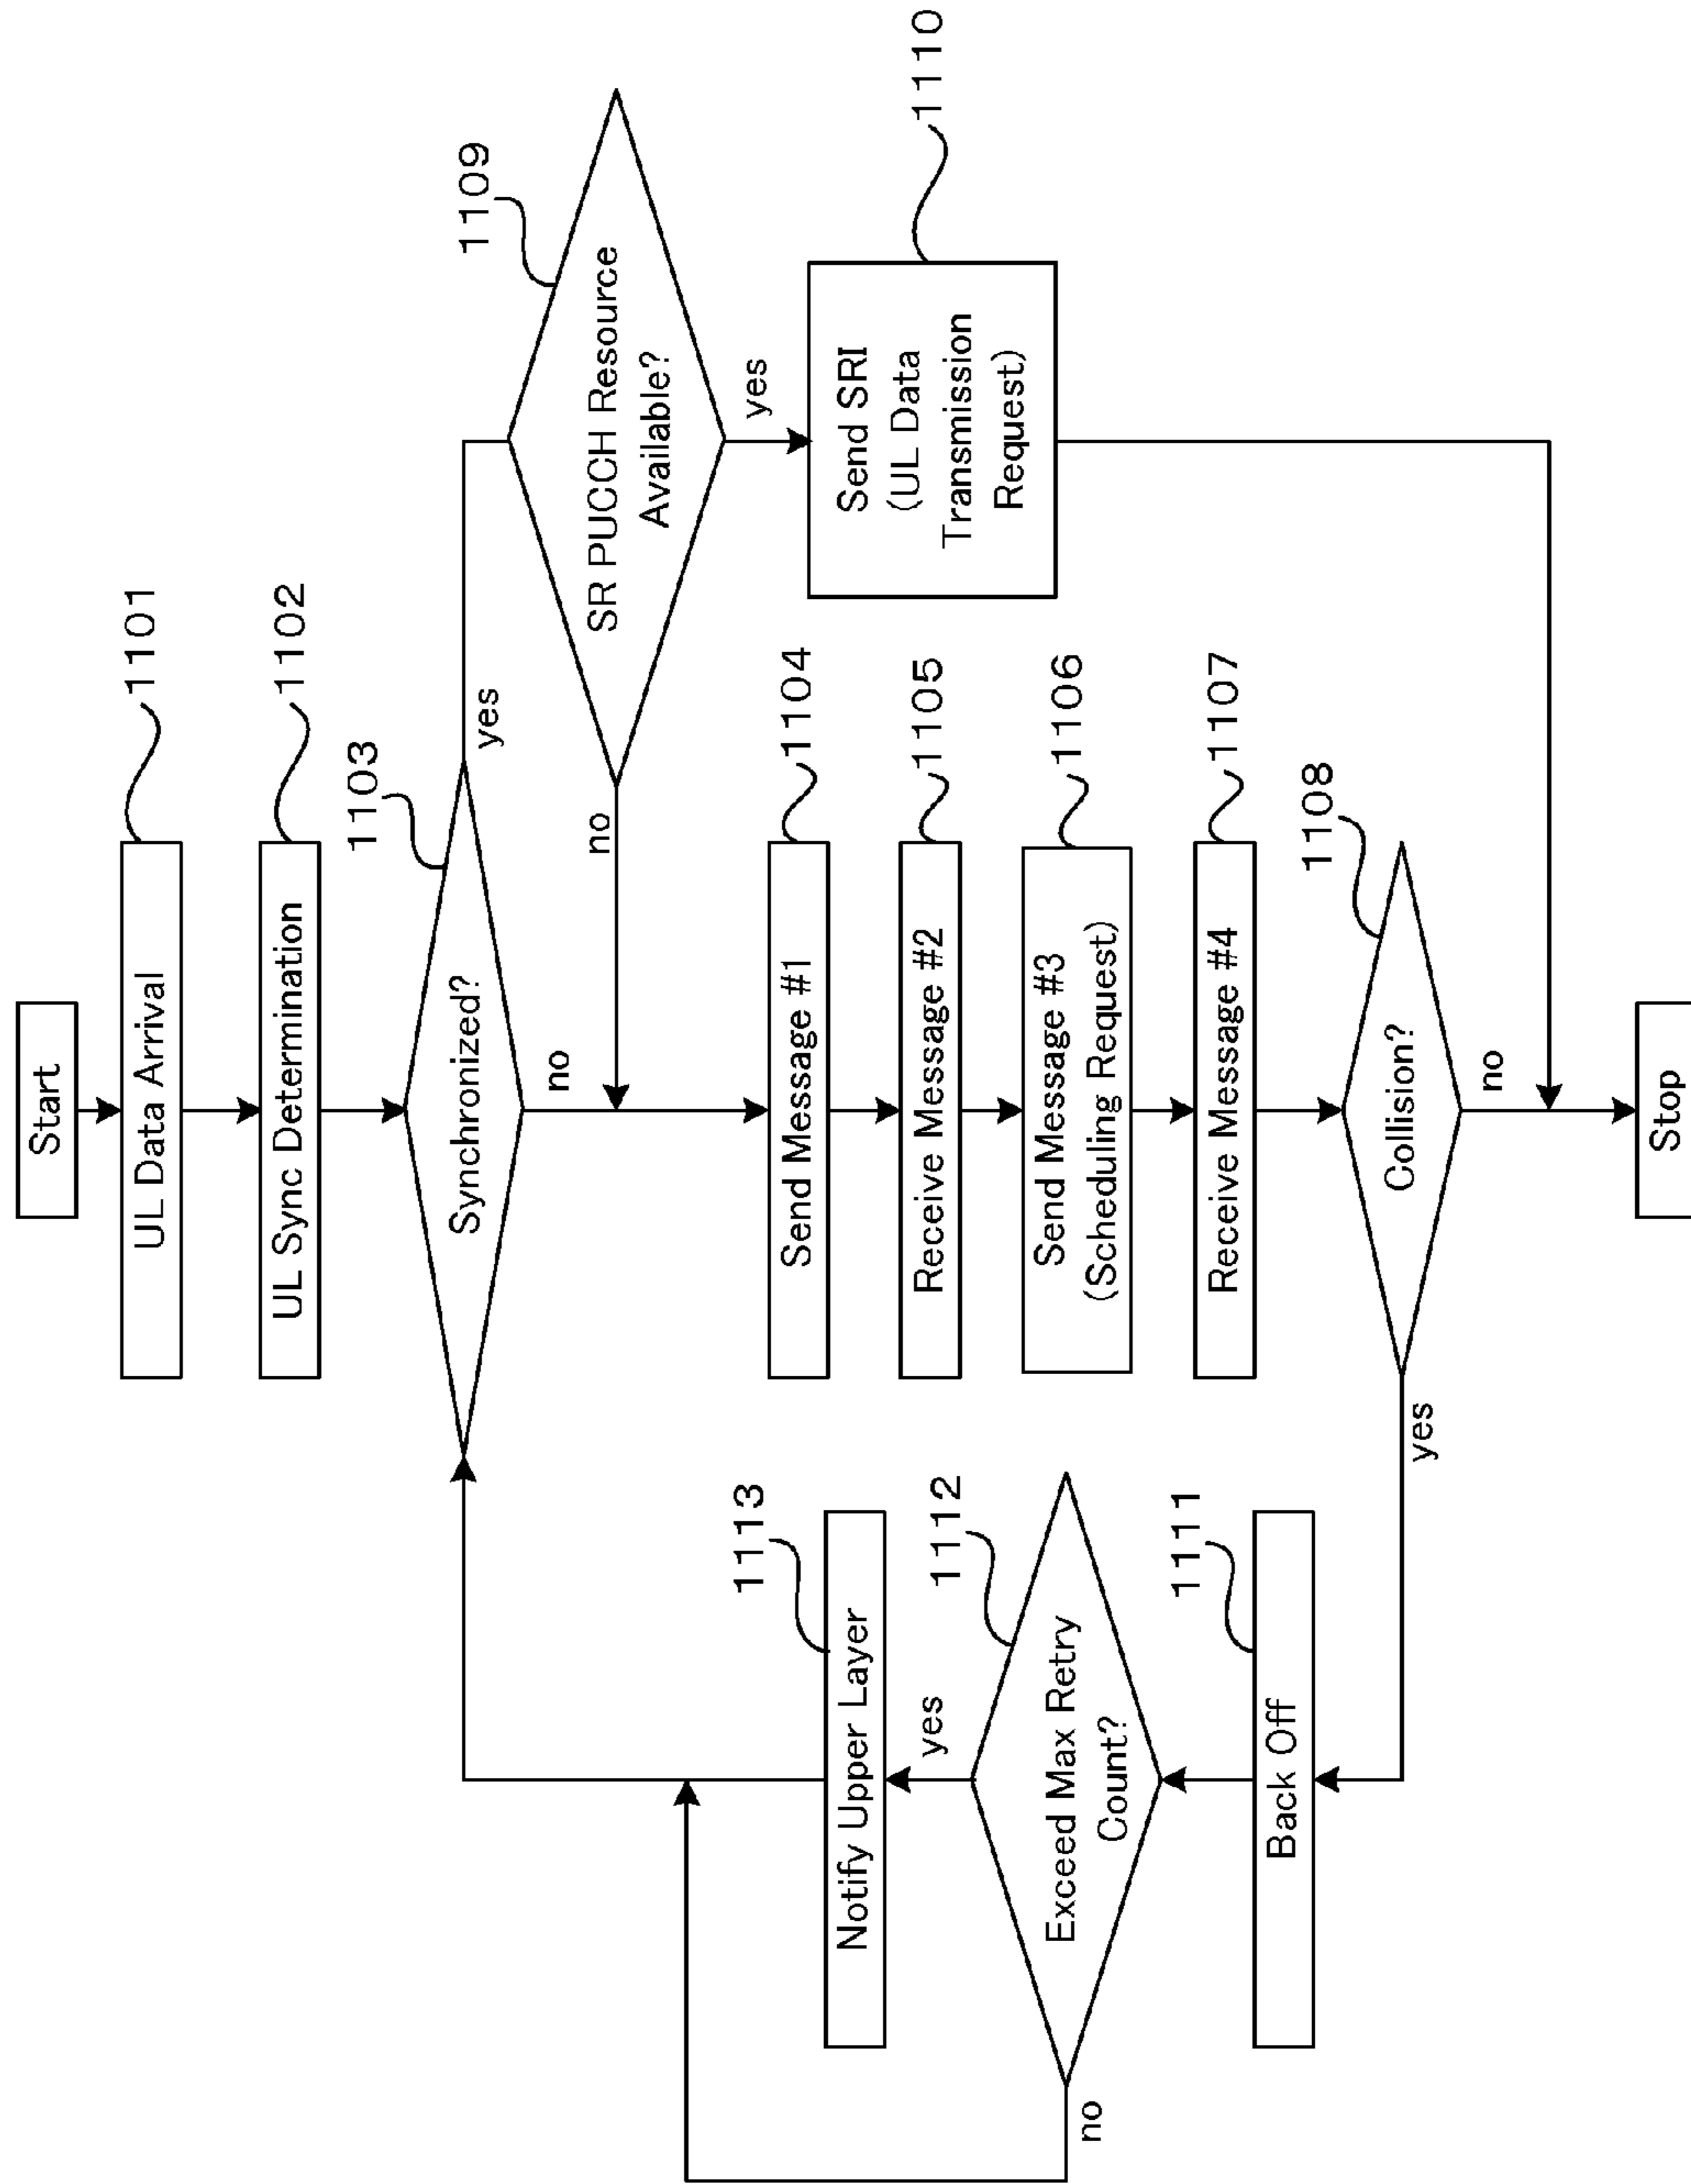 Start
UL Data Arrival
1101
UL Sync Determination
1102
Synchronized?
1103
yes
no
SR PUCCH Resource
Available?
1109
no
yes
Send SRI
(UL Data
Transmission
Request)
1110
Send Message #1
1104
Receive Message #2
1105
Send Message #3
(Scheduling Request)
1106
Receive Message #4
1107
Collision?
1108
yes
no
Back Off
1111
Exceed Max Retry
Count?
1112
yes
no
Notify Upper Layer
1113
Stop